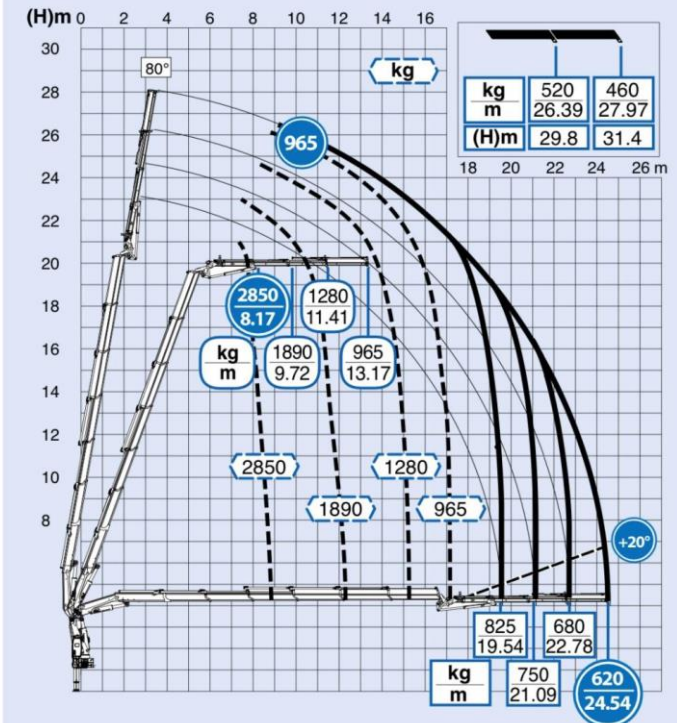 (H)m 0 2 4 6 8 10 12 14 16
30
80°
kg
28
kg 520 460
m 26.39 27.97
(H)m 29.8 31.4
26
965
18 20 22 24 26 m
24
22
20
2850 1280
8.17 11.41
18
kg 1890 965
m 9.72 13.17
16
14
12
2850 1280
10
1890 965
8
+20°
825 680
19.54 22.78
kg 750 620
m 21.09 24.54